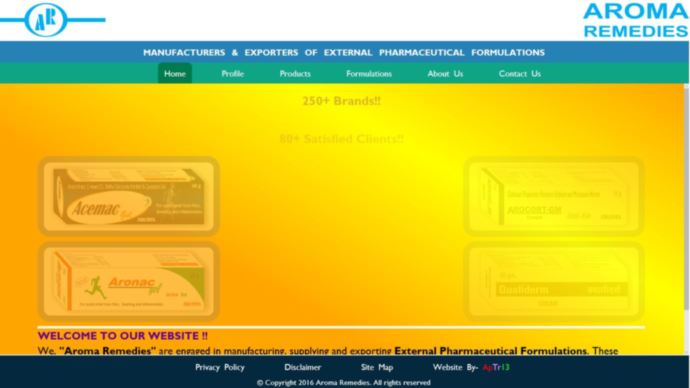 AR
AROMA
REMEDIES
MANUFACTURERS & EXPORTERS OF EXTERNAL PHARMACEUTICAL FORMULATIONS
Home Profile Products Formulations About Us Contact Us
250+ Brands!!
80+ Satisfied Clients!!
Acemac
AROCORT-GM
Aronac gel
Qualiderm
WELCOME TO OUR WEBSITE !!
We, "Aroma Remedies" are engaged in manufacturing, supplying and exporting External Pharmaceutical Formulations. These
Privacy Policy Disclaimer Site Map Website By- ApTr13
© Copyright 2016 Aroma Remedies. All rights reserved